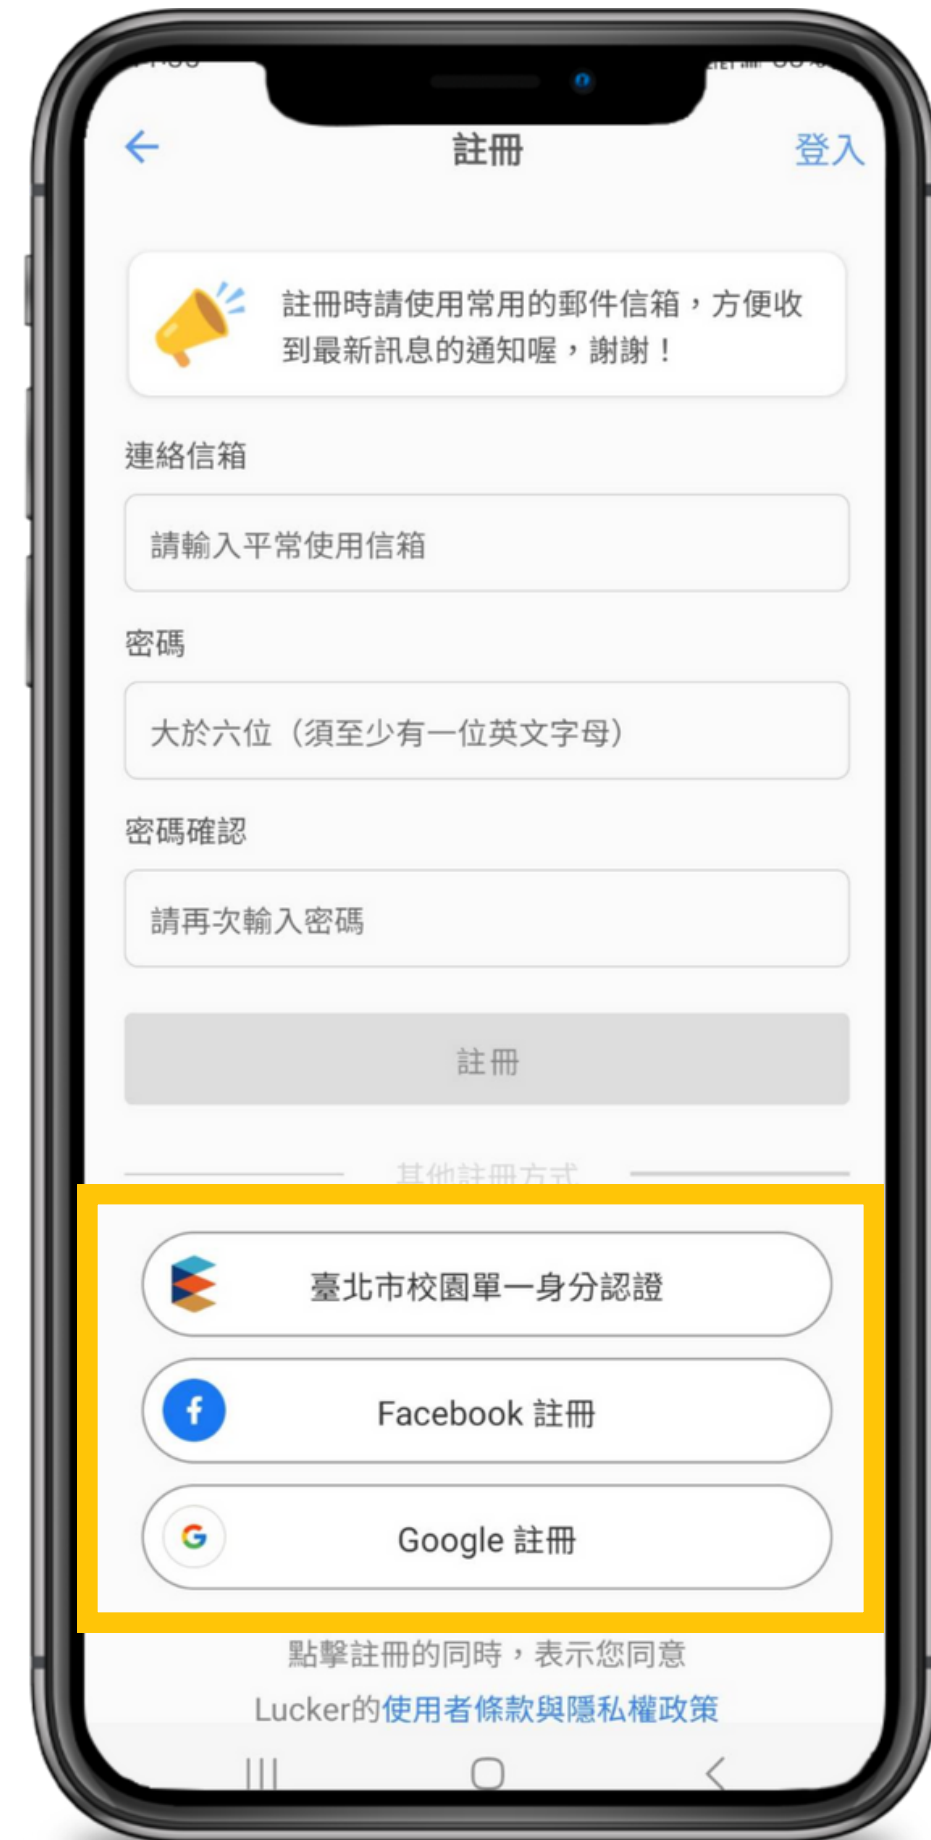 註冊
登入
註冊時請使用常用的郵件信箱，方便收
到最新訊息的通知喔，謝謝！
連絡信箱
請輸入平常使用信箱
密碼
大於六位（須至少有一位英文字母）
密碼確認
請再次輸入密碼
註冊
其他註冊方式
臺北市校園單一身分認證
Facebook 註冊
Google 註冊
點擊註冊的同時，表示您同意
Lucker的使用者條款與隱私權政策